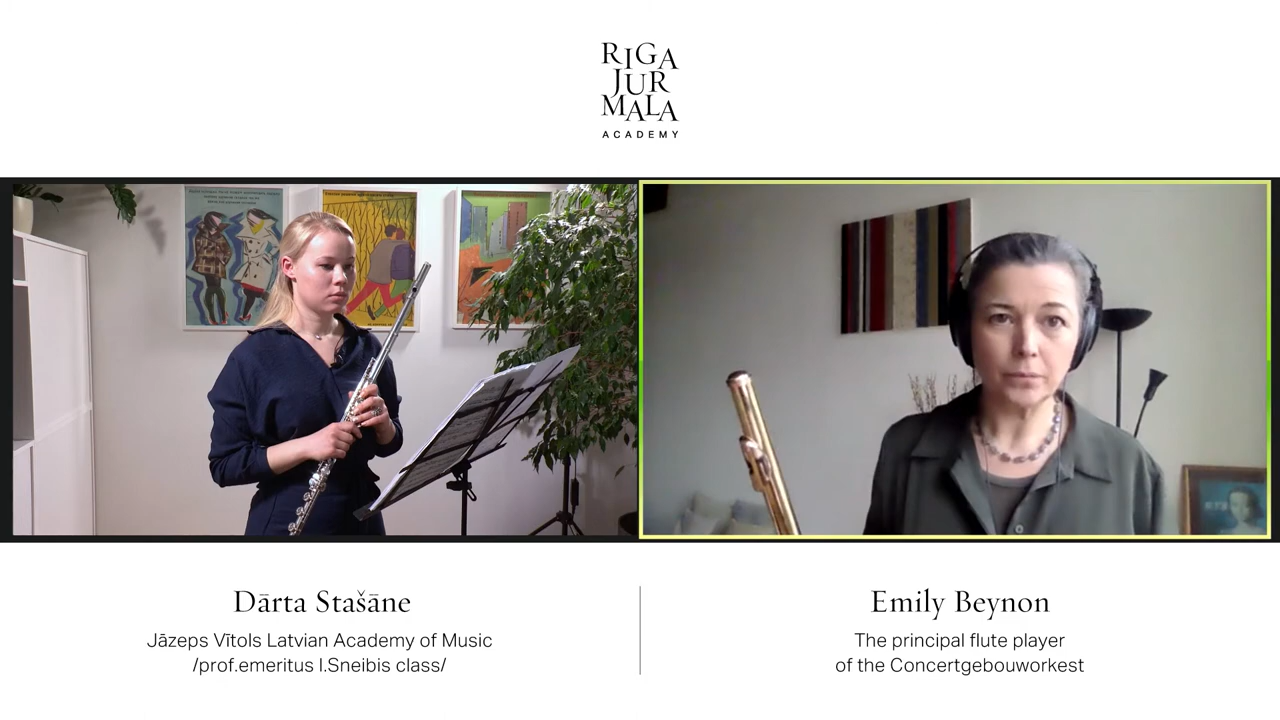 RIGA
JUR
MALA
ACADEMY
Dārta Stašāne
Jāzeps Vītols Latvian Academy of Music
/prof.emeritus I.Sneibis class/
Emily Beynon
The principal flute player
of the Concertgebouworkest